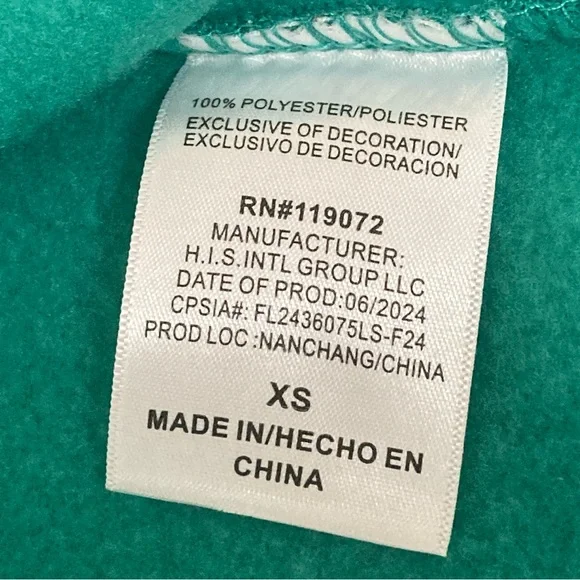 100% POLYESTER/POLIESTER
EXCLUSIVE OF DECORATION/
EXCLUSIVO DE DECORACION
RN#119072
MANUFACTURER:
H.I.S.INTL GROUP LLC
DATE OF PROD:06/2024
CPSIA#: FL2436075LS-F24
PROD LOC :NANCHANG/CHINA
XS
MADE IN/HECHO EN
CHINA